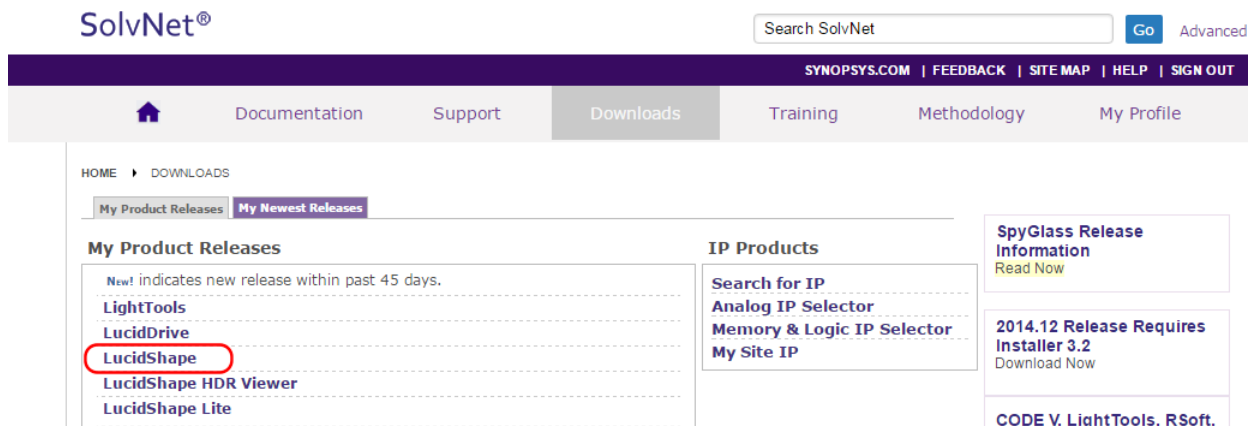 SolvNet®
Search SolvNet
Go
Advanced
SYNOPSYS.COM | FEEDBACK | SITE MAP | HELP | SIGN OUT
Documentation
Support
Downloads
Training
Methodology
My Profile
HOME
DOWNLOADS
My Product Releases
My Newest Releases
My Product Releases
New! indicates new release within past 45 days.
LightTools
LucidDrive
LucidShape
LucidShape HDR Viewer
LucidShape Lite
IP Products
Search for IP
Analog IP Selector
Memory & Logic IP Selector
My Site IP
SpyGlass Release
Information
Read Now
2014.12 Release Requires
Installer 3.2
Download Now
CODE V, LightTools, RSoft,